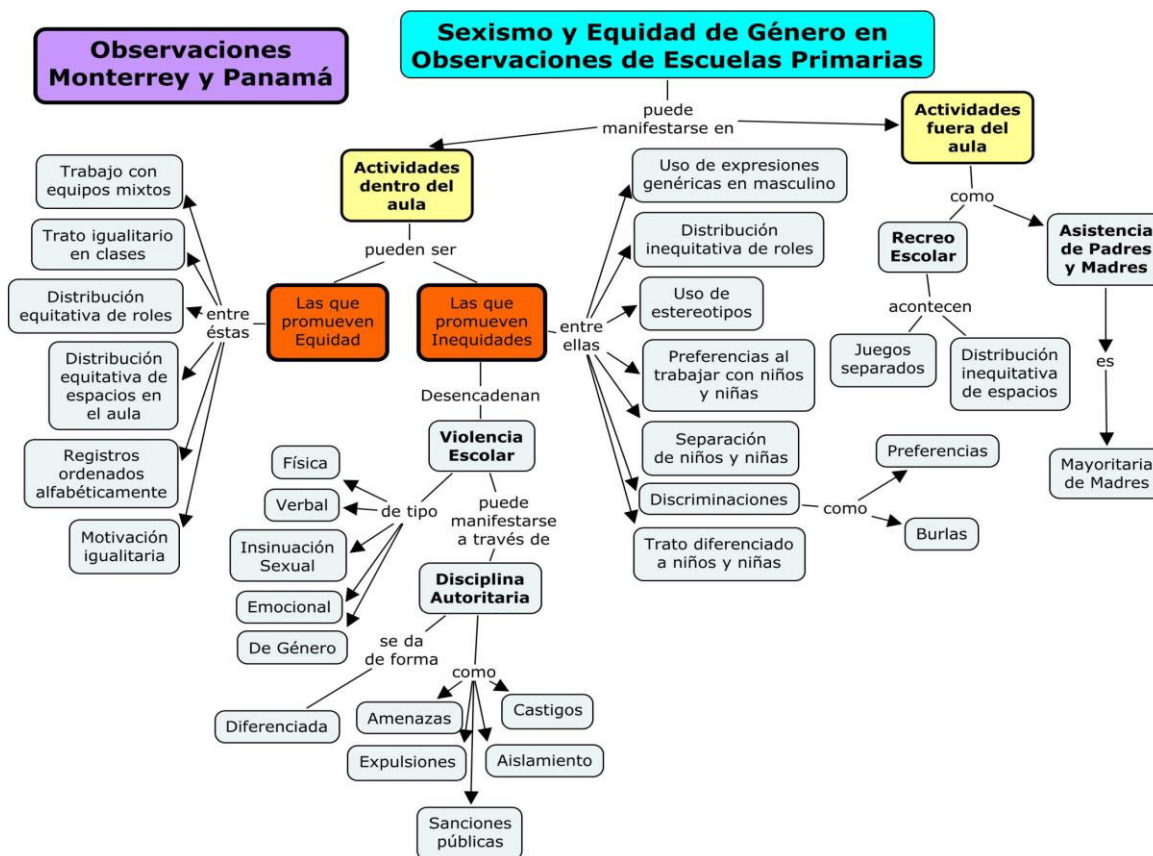 Observaciones
Monterrey y Panamá
Sexismo y Equidad de Género en
Observaciones de Escuelas Primarias
puede
manifestarse en
Actividades
dentro del
aula
Actividades
fuera del
aula
pueden ser
Las que
promueven
Equidad
Las que
promueven
Inequidades
entre
éstas
Trabajo con
equipos mixtos
Trato igualitario
en clases
Distribución
equitativa de roles
Distribución
equitativa de
espacios en
el aula
Registros
ordenados
alfabéticamente
Motivación
igualitaria
entre
ellas
Uso de expresiones
genéricas en masculino
Distribución
inequitativa de roles
Uso de
estereotipos
Preferencias al
trabajar con niños
y niñas
Separación
de niños y niñas
Discriminaciones
como
Preferencias
Burlas
Trato diferenciado
a niños y niñas
Desencadenan
Violencia
Escolar
de tipo
Física
Verbal
Insinuación
Sexual
Emocional
De Género
puede
manifestarse
a través de
Disciplina
Autoritaria
se da
de forma
Diferenciada
como
Amenazas
Castigos
Expulsiones
Aislamiento
Sanciones
públicas
como
Recreo
Escolar
acontecen
Juegos
separados
Distribución
inequitativa
de espacios
Asistencia
de Padres
y Madres
es
Mayoritaria
de Madres